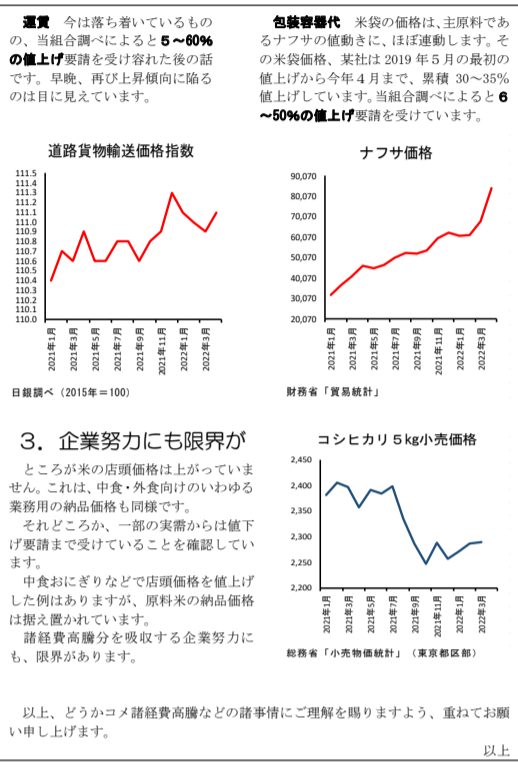 運賃　今は落ち着いているもの
の、当組合調べによると５～60％
の値上げ要請を受け容れた後の話
です。早晩、再び上昇傾向に陥る
のは目に見えています。
包装容器代　米袋の価格は、主原料であ
るナフサの値動きに、ほぼ連動します。そ
の米袋価格、某社は 2019 年５月の最初の
値上げから今年４月まで、累積 30～35％
値上げしています。当組合調べによると６
～50％の値上げ要請を受けています。
道路貨物輸送価格指数
111.5
111.4
111.3
111.2
111.1
111.0
110.9
110.8
110.7
110.6
110.5
110.4
110.3
110.2
110.1
110.0
2021年1月
2021年3月
2021年5月
2021年7月
2021年9月
2021年11月
2022年1月
2022年3月
日銀調べ（2015年＝100）
ナフサ価格
90,070
80,070
70,070
60,070
50,070
40,070
30,070
20,070
2021年1月
2021年3月
2021年5月
2021年7月
2021年9月
2021年11月
2022年1月
2022年3月
財務省「貿易統計」
３．企業努力にも限界が
ところが米の店頭価格は上がっていま
せん。これは、中食・外食向けのいわゆる
業務用の納品価格も同様です。
それどころか、一部の実需からは値下
げ要請まで受けていることを確認してい
ます。
中食おにぎりなどで店頭価格を値上げ
した例はありますが、原料米の納品価格
は据え置かれています。
諸経費高騰分を吸収する企業努力に
も、限界があります。
コシヒカリ５㎏小売価格
2,450
2,400
2,350
2,300
2,250
2,200
2021年1月
2021年3月
2021年5月
2021年7月
2021年9月
2021年11月
2022年1月
2022年3月
総務省「小売物価統計」（東京都区部）
以上、どうかコメ諸経費高騰などの諸事情にご理解を賜りますよう、重ねてお願
い申し上げます。
以上